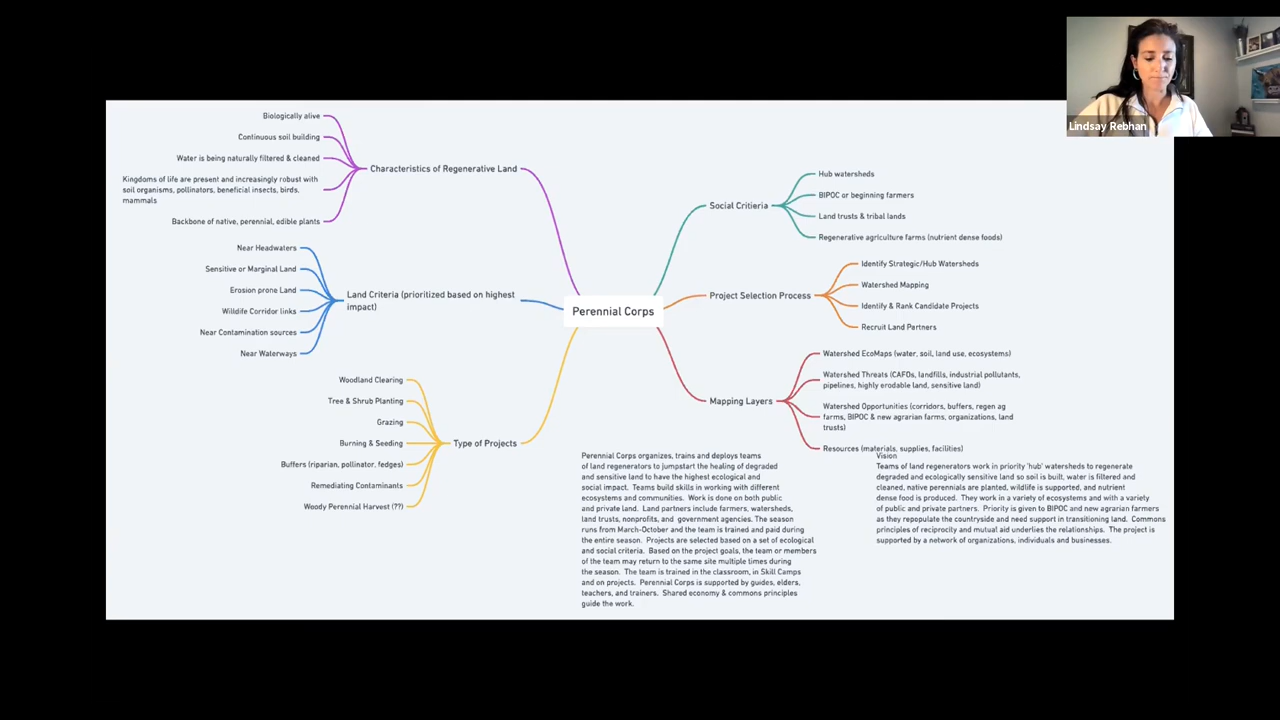 Lindsay Rebhan
Biologically alive
Continuous soil building
Water is being naturally filtered & cleaned
Kingdoms of life are present and increasingly robust with
soil organisms, pollinators, beneficial insects, birds,
mammals
Backbone of native, perennial, edible plants
Characteristics of Regenerative Land
Near Headwaters
Sensitive or Marginal Land
Erosion prone Land
Willdife Corridor links
Near Contamination sources
Near Waterways
Land Criteria (prioritized based on highest
impact)
Woodland Clearing
Tree & Shrub Planting
Grazing
Burning & Seeding
Buffers (riparian, pollinator. fedges)
Remediating Contaminants
Woody Perennial Harvest (??)
Type of Projects
Perennial Corps
Social Critieria
Hub watersheds
BIPOC or beginning farmers
Land trusts & tribal lands
Regenerative agriculture farms (nutrient dense foods)
Project Selection Process
Identify Strategic/Hub Watersheds
Watershed Mapping
Identify & Rank Candidate Projects
Recruit Land Partners
Mapping Layers
Watershed EcoMaps (water, soil, land use, ecosystems)
Watershed Threats (CAFOs, landfills, industrial pollutants,
pipelines, highly erodable land, sensitive land)
Watershed Opportunities (corridors, buffers, regen ag
farms, BIPOC & new agrarian farms, organizations, land
trusts)
Resources (materials, supplies, facilities)
Perennial Corps organizes, trains and deploys teams
of land regenerators to jumpstart the healing of degraded
and sensitive land to have the highest ecological and
social impact. Teams build skills in working with different
ecosystems and communities. Work is done on both public
and private land. Land partners include farmers, watersheds,
land trusts, nonprofits, and government agencies. The season
runs from March-October and the team is trained and paid during
the entire season. Projects are selected based on a set of ecological
and social criteria. Based on the project goals, the team or members
of the team may return to the same site multiple times during
the season. The team is trained in the classroom, in Skill Camps
and on projects. Perennial Corps is supported by guides, elders,
teachers, and trainers. Shared economy & commons principles
guide the work.
Vision
Teams of land regenerators work in priority 'hub' watersheds to regenerate
degraded and ecologically sensitive land so soil is built, water is filtered and
cleaned, native perennials are planted, wildlife is supported, and nutrient
dense food is produced. They work in a variety of ecosystems and with a variety
of public and private partners. Priority is given to BIPOC and new agrarian farmers
as they repopulate the countryside and need support in transitioning land. Commons
principles of reciprocity and mutual aid underlies the relationships. The project is
supported by a network of organizations, individuals and businesses.